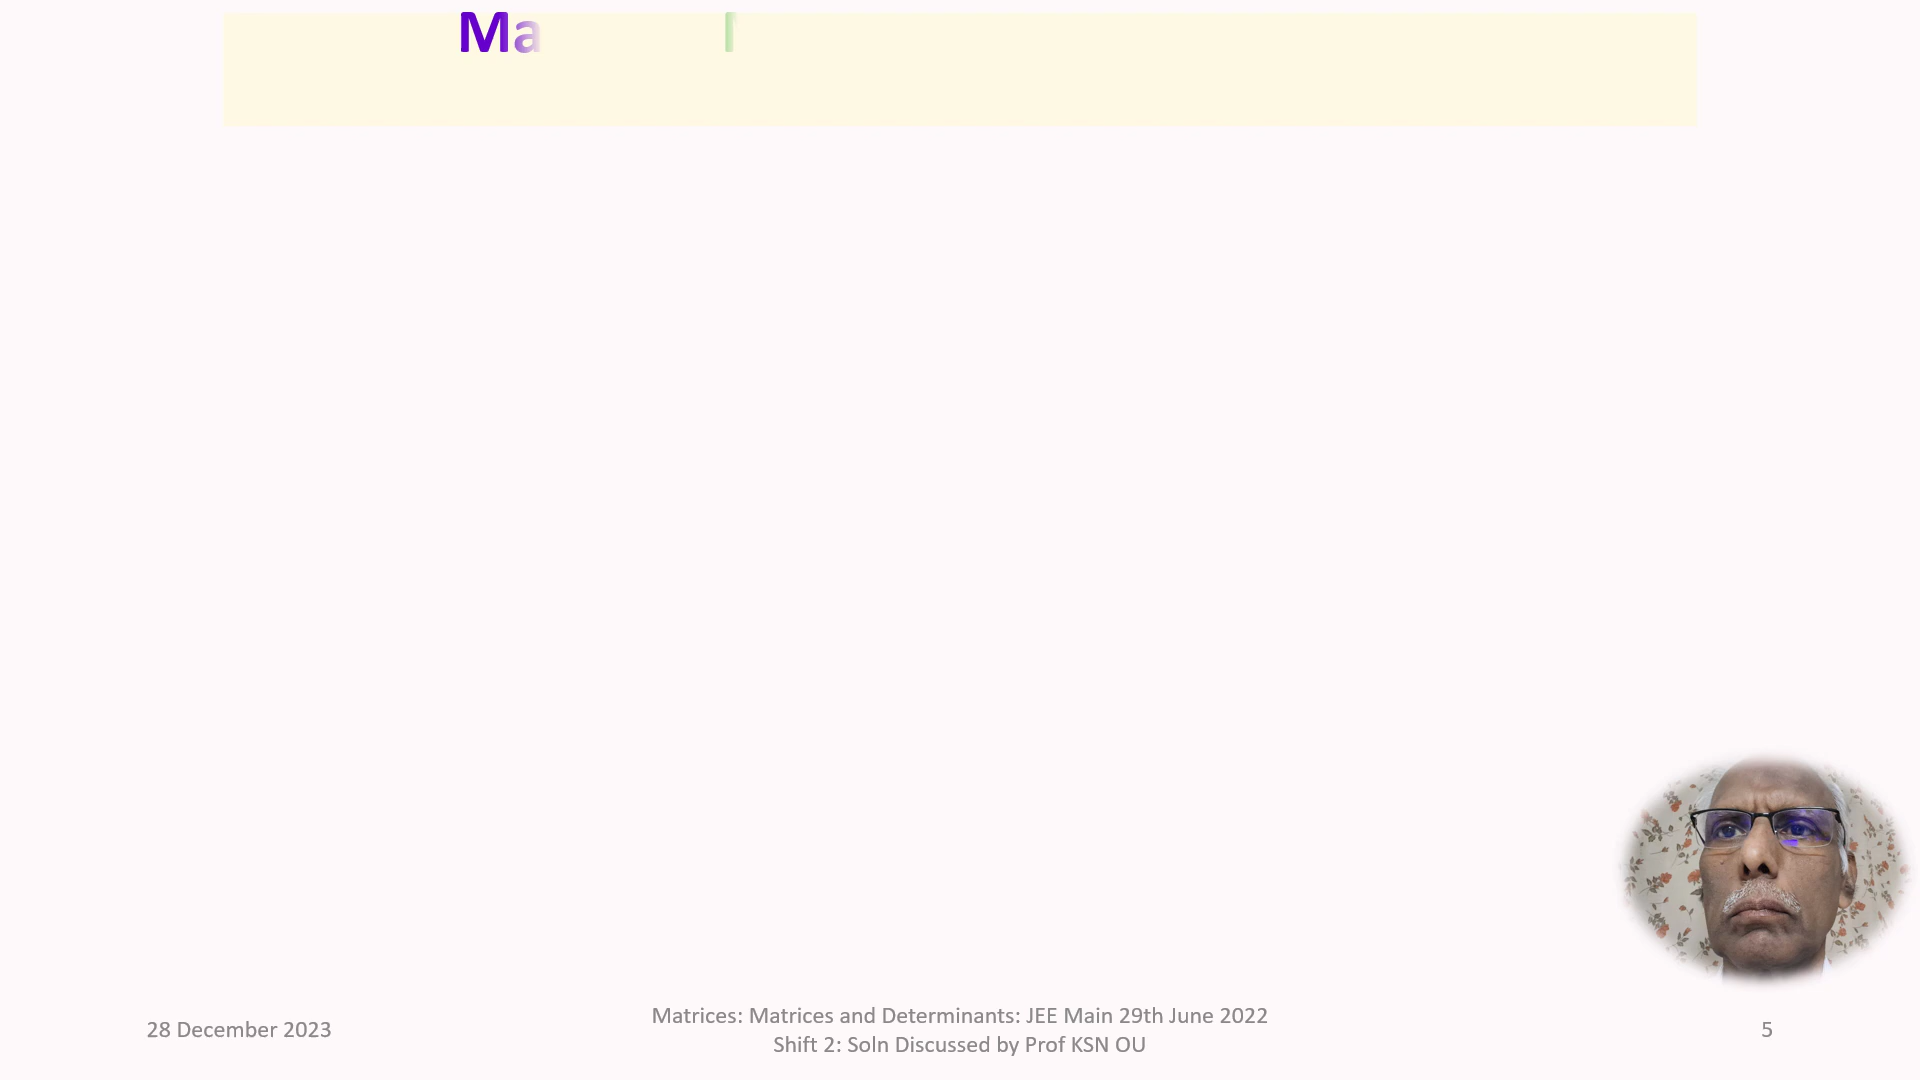 Ma
28 December 2023
Matrices: Matrices and Determinants: JEE Main 29th June 2022
Shift 2: Soln Discussed by Prof KSN OU
5